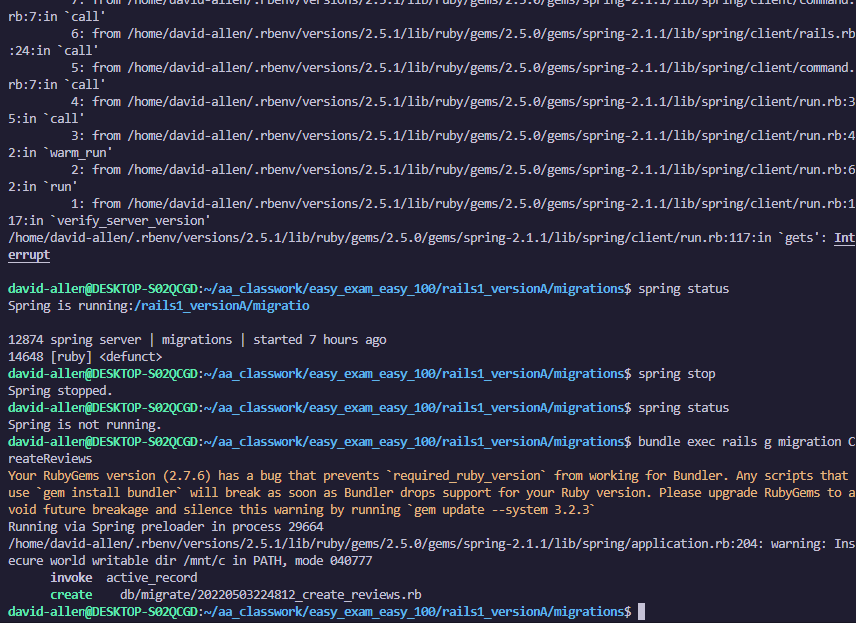 7: from /home/david-allen/.rbenv/versions/2.5.1/lib/ruby/gems/2.5.0/gems/spring-2.1.1/lib/spring/client/command.
rb:7:in `call'
6: from /home/david-allen/.rbenv/versions/2.5.1/lib/ruby/gems/2.5.0/gems/spring-2.1.1/lib/spring/client/rails.rb
:24:in `call'
5: from /home/david-allen/.rbenv/versions/2.5.1/lib/ruby/gems/2.5.0/gems/spring-2.1.1/lib/spring/client/command.
rb:7:in `call'
4: from /home/david-allen/.rbenv/versions/2.5.1/lib/ruby/gems/2.5.0/gems/spring-2.1.1/lib/spring/client/run.rb:3
5:in `call'
3: from /home/david-allen/.rbenv/versions/2.5.1/lib/ruby/gems/2.5.0/gems/spring-2.1.1/lib/spring/client/run.rb:4
2:in `warm_run'
2: from /home/david-allen/.rbenv/versions/2.5.1/lib/ruby/gems/2.5.0/gems/spring-2.1.1/lib/spring/client/run.rb:6
2:in `run'
1: from /home/david-allen/.rbenv/versions/2.5.1/lib/ruby/gems/2.5.0/gems/spring-2.1.1/lib/spring/client/run.rb:1
17:in `verify_server_version'
/home/david-allen/.rbenv/versions/2.5.1/lib/ruby/gems/2.5.0/gems/spring-2.1.1/lib/spring/client/run.rb:117:in `gets': Int
errupt
david-allen@DESKTOP-S02QCGD:~/aa_classwork/easy_exam_easy_100/rails1_versionA/migrations$ spring status
Spring is running:/rails1_versionA/migratio
12874 spring server | migrations | started 7 hours ago
14648 [ruby] <defunct>
david-allen@DESKTOP-S02QCGD:~/aa_classwork/easy_exam_easy_100/rails1_versionA/migrations$ spring stop
Spring stopped.
david-allen@DESKTOP-S02QCGD:~/aa_classwork/easy_exam_easy_100/rails1_versionA/migrations$ spring status
Spring is not running.
david-allen@DESKTOP-S02QCGD:~/aa_classwork/easy_exam_easy_100/rails1_versionA/migrations$ bundle exec rails g migration C
reateReviews
Your RubyGems version (2.7.6) has a bug that prevents `required_ruby_version` from working for Bundler. Any scripts that
use `gem install bundler` will break as soon as Bundler drops support for your Ruby version. Please upgrade RubyGems to a
void future breakage and silence this warning by running `gem update --system 3.2.3`
Running via Spring preloader in process 29664
/home/david-allen/.rbenv/versions/2.5.1/lib/ruby/gems/2.5.0/gems/spring-2.1.1/lib/spring/application.rb:204: warning: Ins
ecure world writable dir /mnt/c in PATH, mode 040777
invoke active_record
create db/migrate/20220503224812_create_reviews.rb
david-allen@DESKTOP-S02QCGD:~/aa_classwork/easy_exam_easy_100/rails1_versionA/migrations$